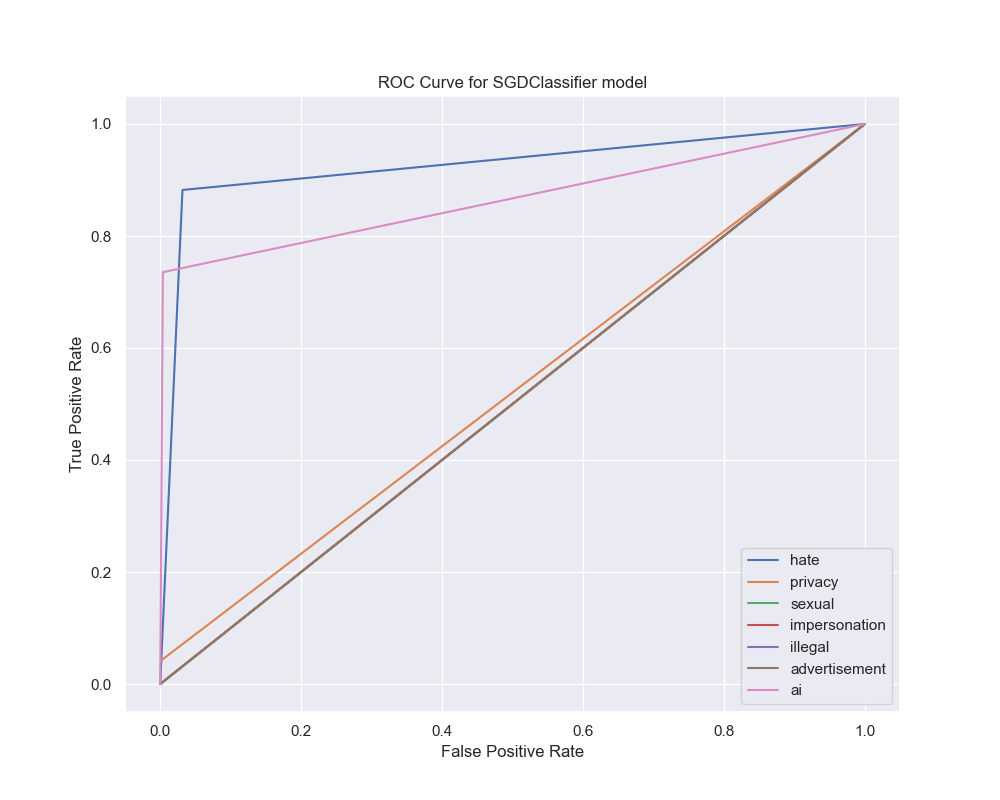 ROC Curve for SGDClassifier model
1.0
0.8
0.6
0.4
0.2
0.0
True Positive Rate
0.0 0.2 0.4 0.6 0.8 1.0
False Positive Rate
hate
privacy
sexual
impersonation
illegal
advertisement
ai